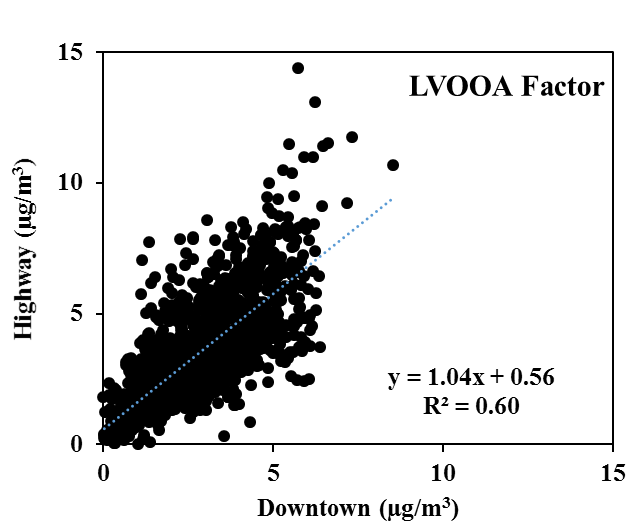 15
LVOOA Factor
10
Highway (µg/m³)
5
y = 1.04x + 0.56
R² = 0.60
0
0 5 10 15
Downtown (µg/m³)